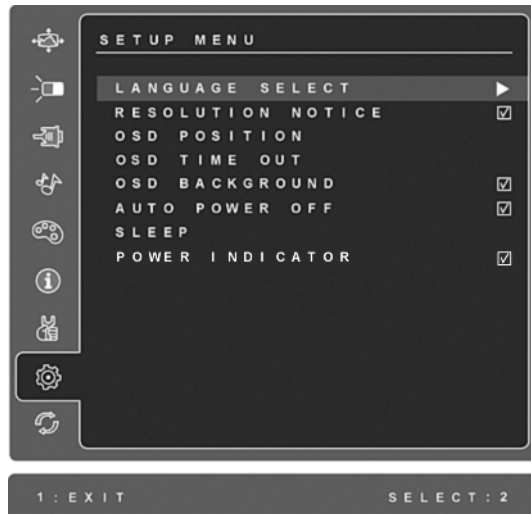 SETUP MENU
LANGUAGE SELECT
RESOLUTION NOTICE
OSD POSITION
OSD TIME OUT
OSD BACKGROUND
AUTO POWER OFF
SLEEP
POWER INDICATOR
1:EXIT
SELECT:2